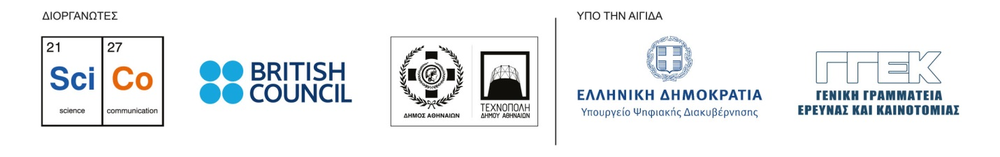 ΔΙΟΡΓΑΝΩΤΕΣ
21
Sci
science
27
Co
communication
BRITISH
COUNCIL
ΔΗΜΟΣ ΑΘΗΝΑΙΩΝ
ΤΕΧΝΟΠΟΛΗ
ΔΗΜΟΥ ΑΘΗΝΑΙΩΝ
ΥΠΟ ΤΗΝ ΑΙΓΙΔΑ
ΕΛΛΗΝΙΚΗ ΔΗΜΟΚΡΑΤΙΑ
Υπουργείο Ψηφιακής Διακυβέρνησης
ΓΓΕΚ
ΓΕΝΙΚΗ ΓΡΑΜΜΑΤΕΙΑ
ΕΡΕΥΝΑΣ ΚΑΙ ΚΑΙΝΟΤΟΜΙΑΣ